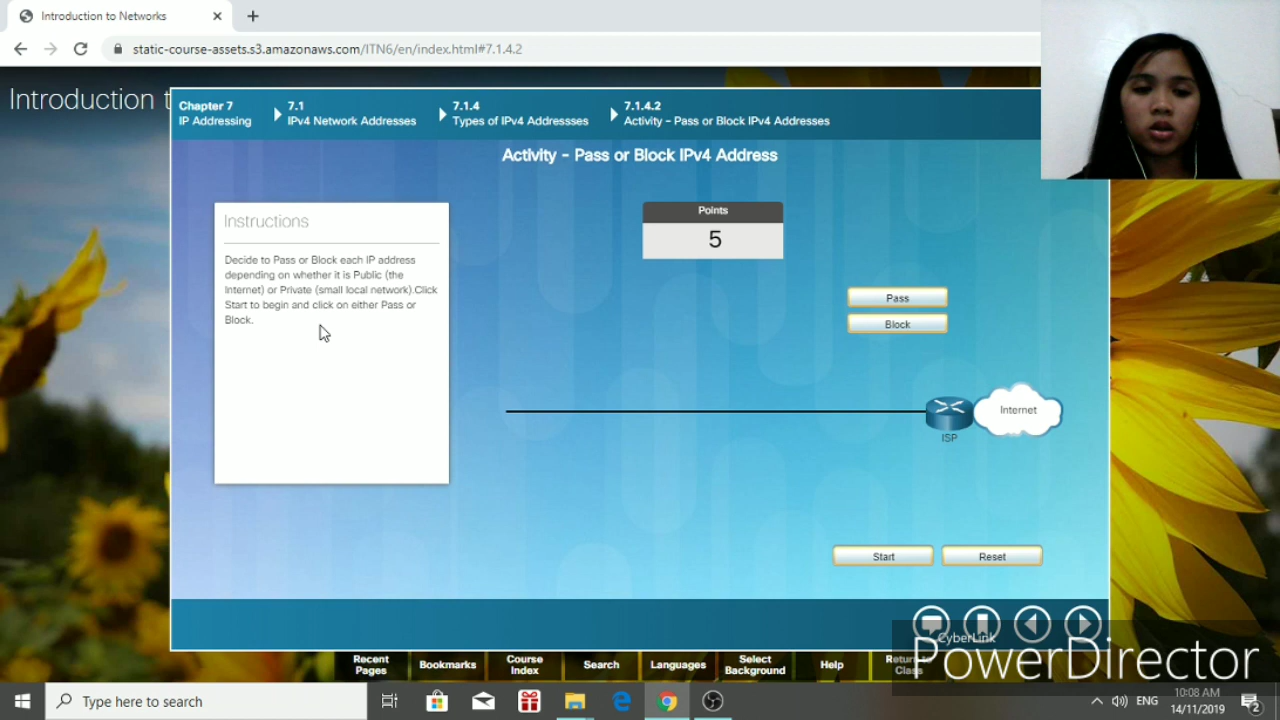 Introduction to Networks
static-course-assets.s3.amazonaws.com/ITN6/en/index.html#7.1.4.2
Introduction t
Chapter 7
IP Addressing
7.1
IPv4 Network Addresses
7.1.4
Types of IPv4 Addressses
7.1.4.2
Activity - Pass or Block IPv4 Addresses
Activity - Pass or Block IPv4 Address
Instructions
Decide to Pass or Block each IP address
depending on whether it is Public (the
Internet) or Private (small local network).Click
Start to begin and click on either Pass or
Block.
Points
5
Pass
Block
Internet
ISP
Start
Reset
CyberLink
PowerDirector
Recent
Pages
Bookmarks
Course
Index
Search
Languages
Select
Background
Help
Return to
Class
Type here to search
ENG
10:08 AM
14/11/2019
2